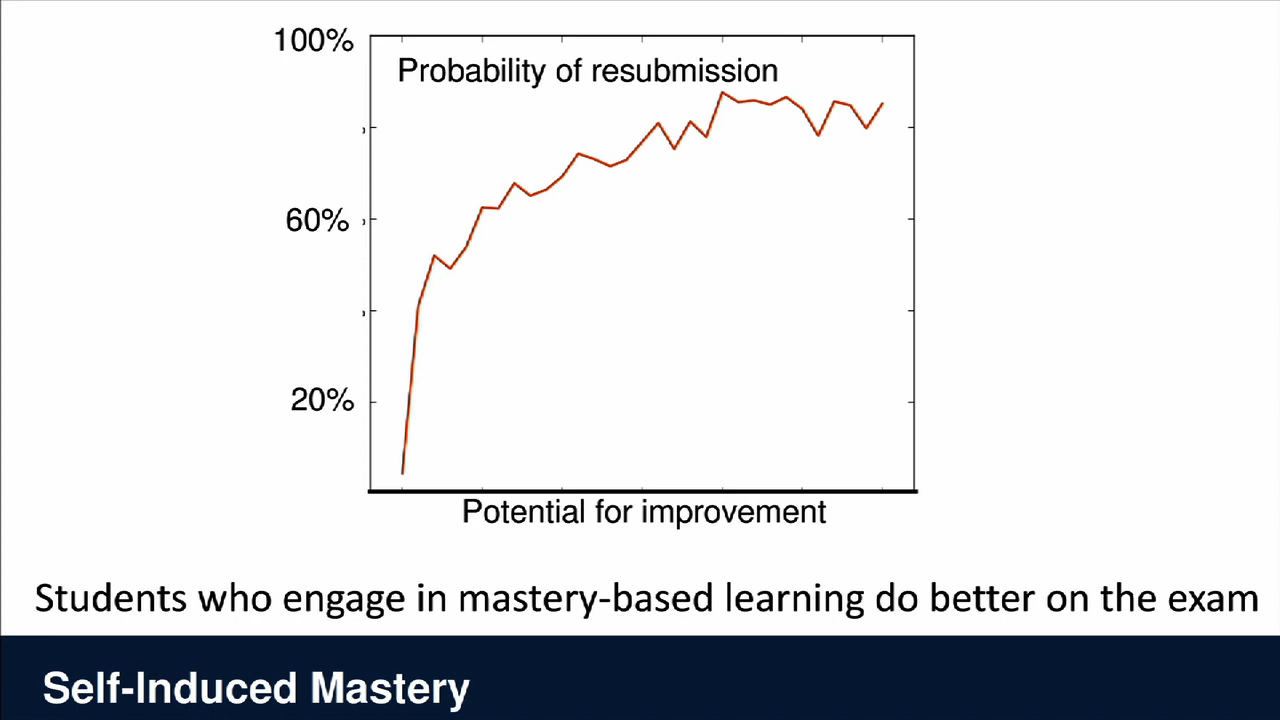 100%
Probability of resubmission
60%
20%
Potential for improvement
Students who engage in mastery-based learning do better on the exam
Self-Induced Mastery